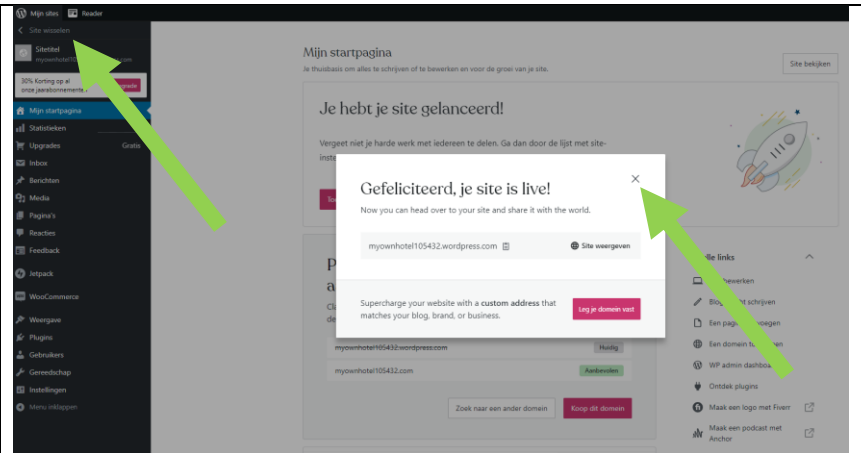 Mijn sites Reader
Site wisselen
Sitetitel
30% Korting op al
onze jaarabonnementen
Mijn startpagina
Statistieken
Upgrades Gratis
Inbox
Berichten
Media
Pagina's
Reacties
Feedback
Jetpack
WooCommerce
Weergave
Plugins
Gebruikers
Gereedschap
Instellingen
Menu inklappen
Mijn startpagina
Je thuisbasis om alles te schrijven of te bewerken en voor de groei van je site.
Site bekijken
Je hebt je site gelanceerd!
Vergeet niet je harde werk met iedereen te delen. Ga dan door de lijst met site-
Gefeliciteerd, je site is live!
Now you can head over to your site and share it with the world.
myownhotel105432.wordpress.com
Site weergeven
Supercharge your website with a custom address that
matches your blog, brand, or business.
Leg je domein vast
myownhotel105432.wordpress.com Huidig
myownhotel105432.com Aanbevolen
Zoek naar een ander domein
Koop dit domein
links
schrijven
Een
Een domein
WP admin
Ontdek plugins
Maak een logo met Fiverr
Maak een podcast met
Anchor